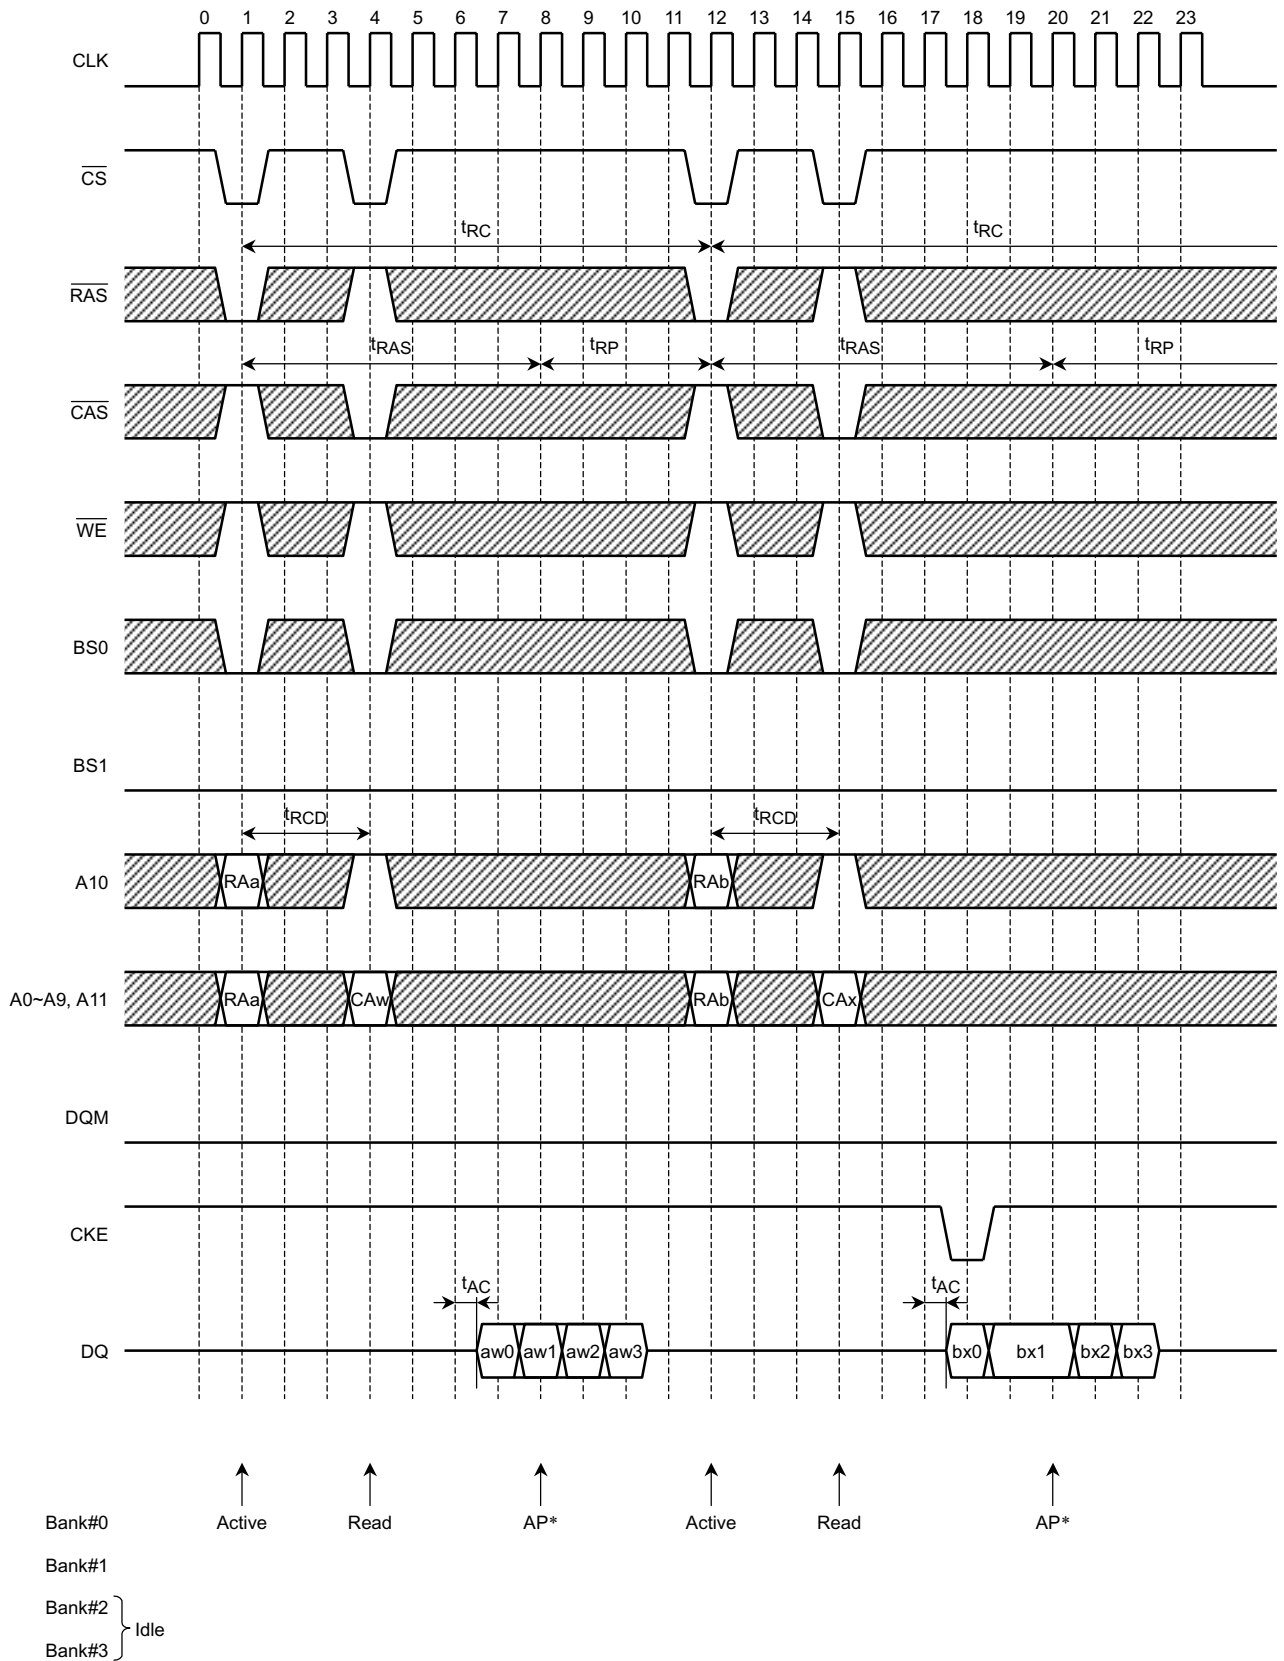 0 1 2 3 4 5 6 7 8 9 10 11 12 13 14 15 16 17 18 19 20 21 22 23
CLK
CS
tRC tRC
RAS
tRAS tRP tRAS tRP
CAS
WE
BS0
BS1
tRCD tRCD
A10 RAa RAb
A0~A9, A11 RAa CAw RAb CAx
DQM
CKE
tAC tAC
DQ aw0 aw1 aw2 aw3 bx0 bx1 bx2 bx3
Bank#0 Active Read AP* Active Read AP*
Bank#1
Bank#2
Idle
Bank#3